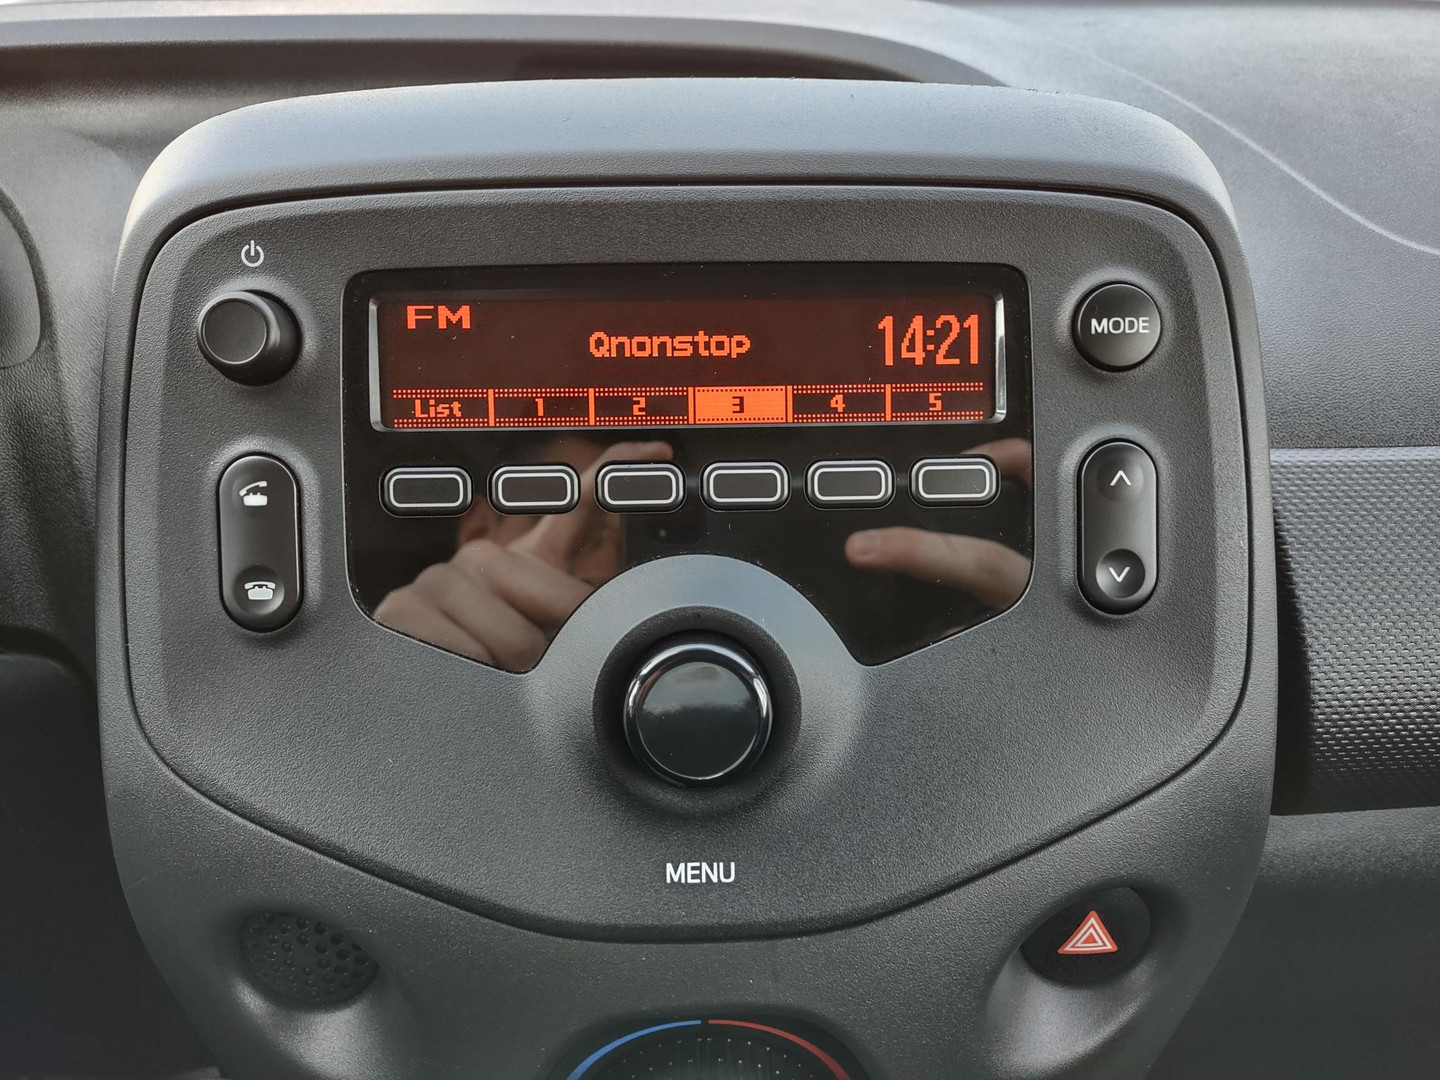 FM
Qnonstop
14:21
MODE
List 1 2 3 4 5
MENU